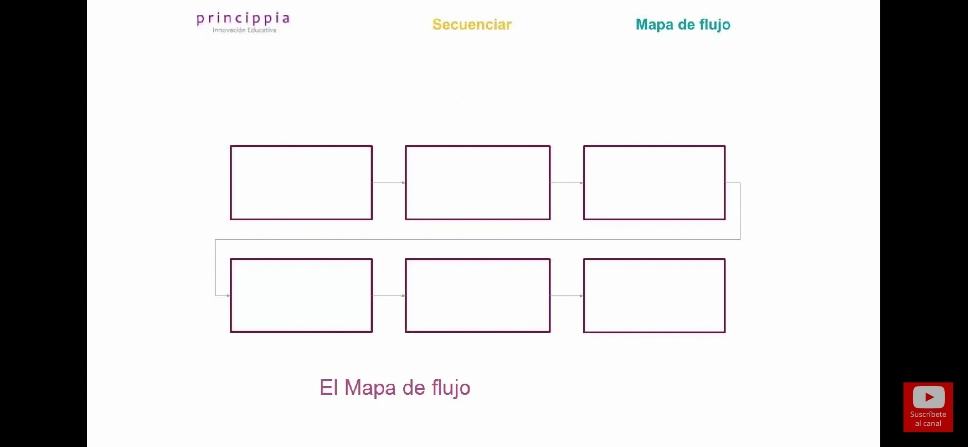 princippia
Innovación Educativa
Secuenciar
Mapa de flujo
El Mapa de flujo
Suscríbete
al canal